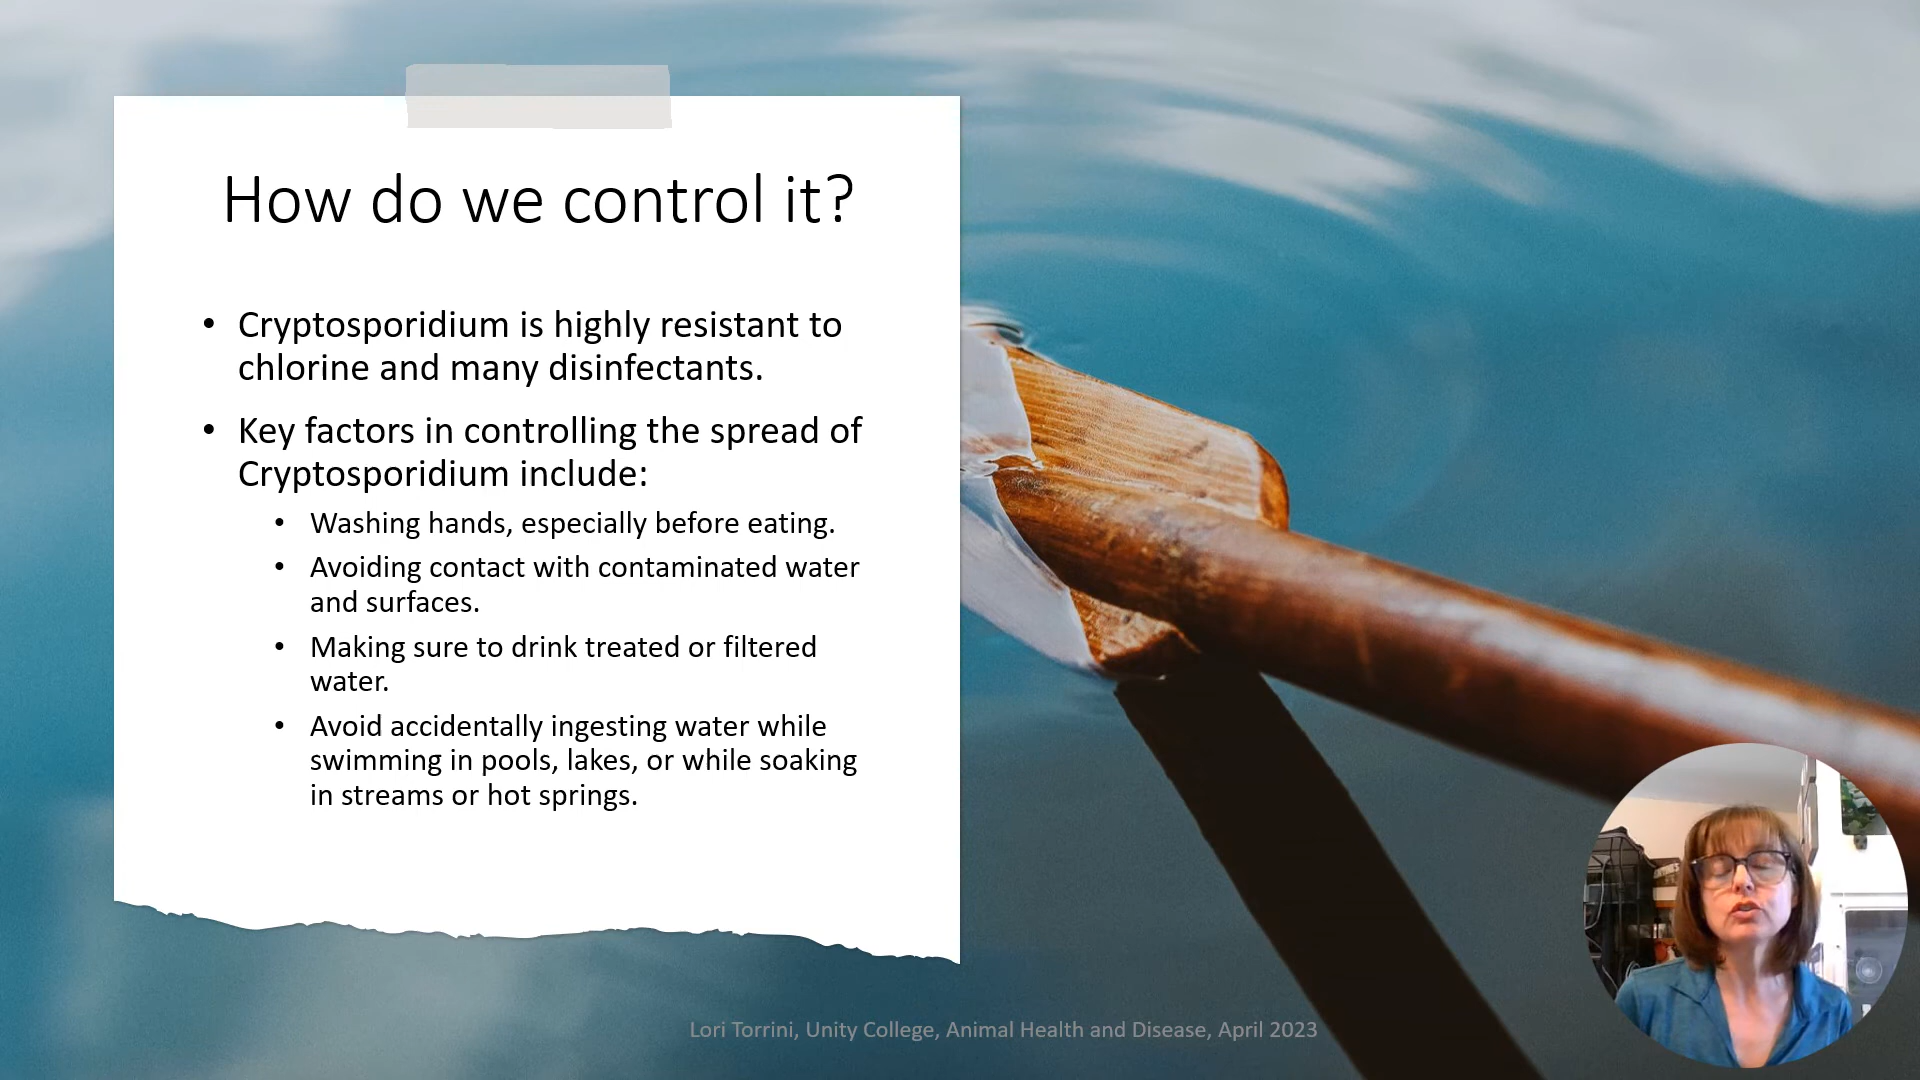 How do we control it?
• Cryptosporidium is highly resistant to
chlorine and many disinfectants.
• Key factors in controlling the spread of
Cryptosporidium include:
• Washing hands, especially before eating.
• Avoiding contact with contaminated water
and surfaces.
• Making sure to drink treated or filtered
water.
• Avoid accidentally ingesting water while
swimming in pools, lakes, or while soaking
in streams or hot springs.
Lori Torrini, Unity College, Animal Health and Disease, April 2023